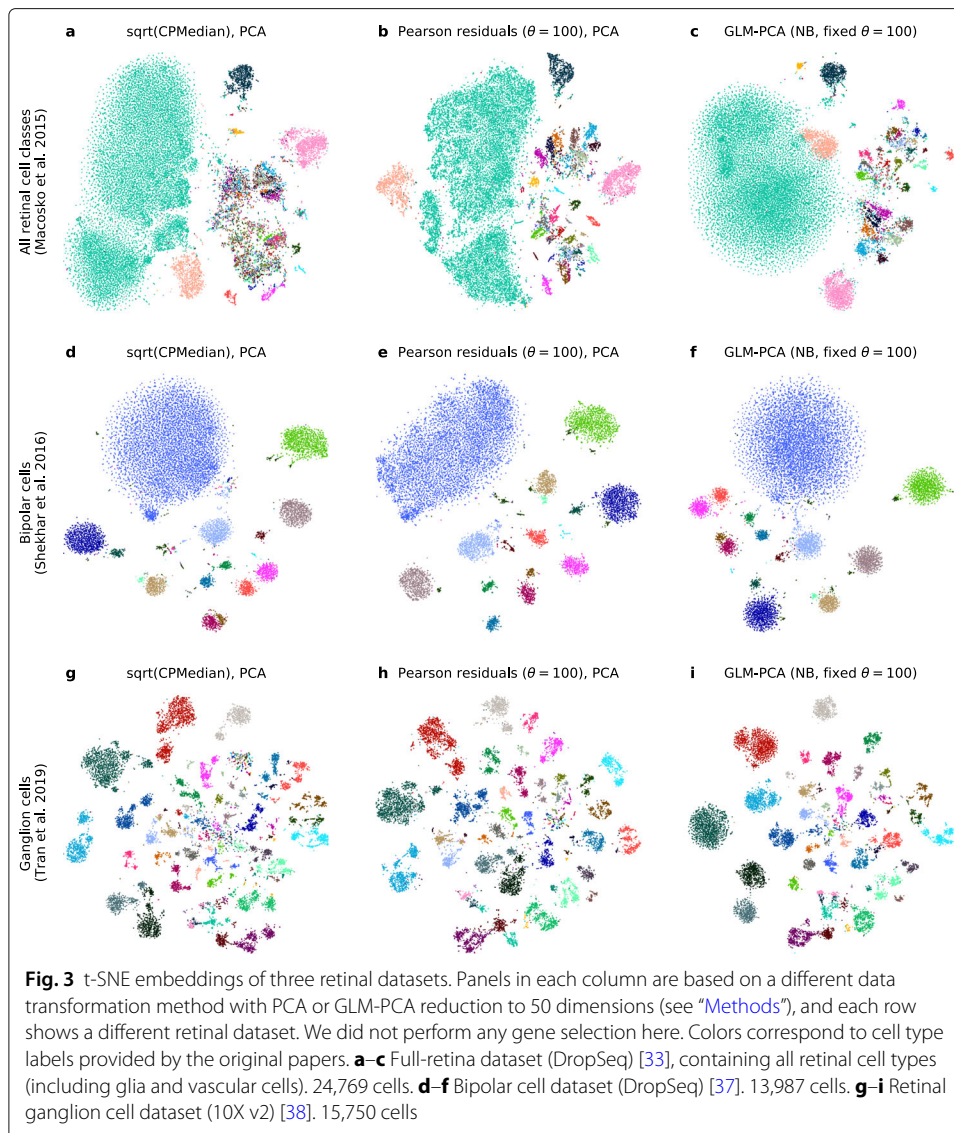 a sqrt(CPMedian), PCA
b Pearson residuals (θ = 100), PCA
c GLM-PCA (NB, fixed θ = 100)
All retinal cell classes
(Macosko et al. 2015)
d sqrt(CPMedian), PCA
e Pearson residuals (θ = 100), PCA
f GLM-PCA (NB, fixed θ = 100)
Bipolar cells
(Shekhar et al. 2016)
g sqrt(CPMedian), PCA
h Pearson residuals (θ = 100), PCA
i GLM-PCA (NB, fixed θ = 100)
Ganglion cells
(Tran et al. 2019)
Fig. 3 t-SNE embeddings of three retinal datasets. Panels in each column are based on a different data
transformation method with PCA or GLM-PCA reduction to 50 dimensions (see “Methods”), and each row
shows a different retinal dataset. We did not perform any gene selection here. Colors correspond to cell type
labels provided by the original papers. a–c Full-retina dataset (DropSeq) [33], containing all retinal cell types
(including glia and vascular cells). 24,769 cells. d–f Bipolar cell dataset (DropSeq) [37]. 13,987 cells. g–i Retinal
ganglion cell dataset (10X v2) [38]. 15,750 cells